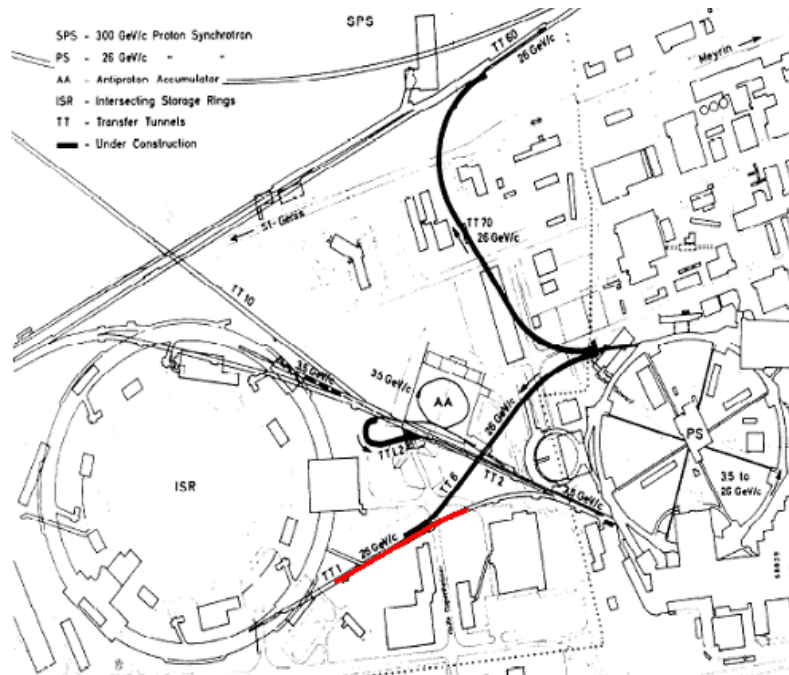 SPS - 300 GeV/c Proton Synchrotron
PS - 26 GeV/c " "
AA - Antiproton Accumulator
ISR - Intersecting Storage Rings
TT - Transfer Tunnels
- Under Construction
SPS
TT 60
26 GeV/c
Meyrin
St-Genis
TT 70
26 GeV/c
TT 10
3.5 GeV/c
3.5 GeV/c
AA
26 GeV/c
PS
TTL2
TT 6
TT 2
3.5 GeV/c
3.5 to
26 GeV/c
ISR
26 GeV/c
TT 1